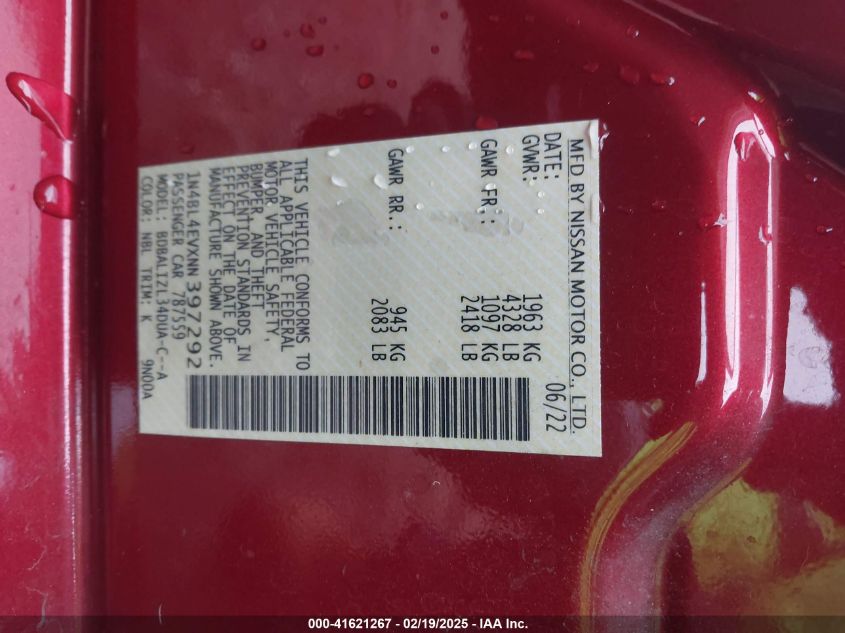 MFD BY NISSAN MOTOR CO., LTD.
DATE: 06/22
GVWR: 1963 KG
4328 LB
GAWR FR.: 1097 KG
2418 LB
GAWR RR.: 945 KG
2083 LB
THIS VEHICLE CONFORMS TO
ALL APPLICABLE FEDERAL
MOTOR VEHICLE SAFETY,
BUMPER, AND THEFT
PREVENTION STANDARDS IN
EFFECT ON THE DATE OF
MANUFACTURE SHOWN ABOVE.
1N4BL4EVXNN397292
PASSENGER CAR 787559
MODEL: BDBALIZL34DUA-C--A
COLOR: NBL TRIM: K 9N00A
000-41621267 - 02/19/2025 - IAA Inc.